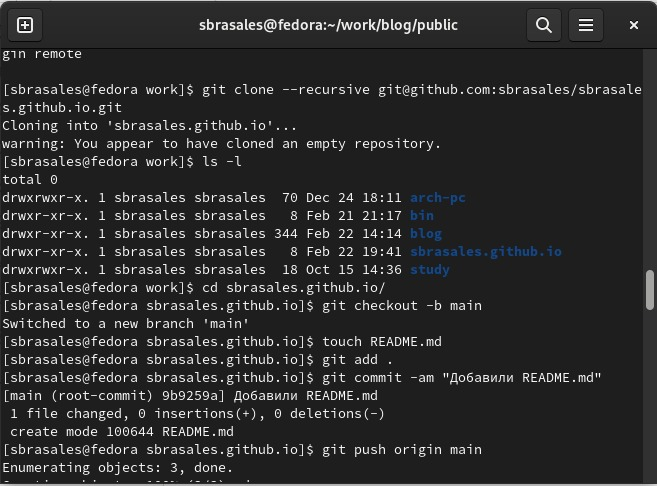 sbrasales@fedora:~/work/blog/public
gin remote
[sbrasales@fedora work]$ git clone --recursive git@github.com:sbrasales/sbrasale
s.github.io.git
Cloning into 'sbrasales.github.io'...
warning: You appear to have cloned an empty repository.
[sbrasales@fedora work]$ ls -l
total 0
drwxrwxr-x. 1 sbrasales sbrasales  70 Dec 24 18:11 arch-pc
drwxr-xr-x. 1 sbrasales sbrasales   8 Feb 21 21:17 bin
drwxr-xr-x. 1 sbrasales sbrasales 344 Feb 22 14:14 blog
drwxr-xr-x. 1 sbrasales sbrasales   8 Feb 22 19:41 sbrasales.github.io
drwxrwxr-x. 1 sbrasales sbrasales  18 Oct 15 14:36 study
[sbrasales@fedora work]$ cd sbrasales.github.io/
[sbrasales@fedora sbrasales.github.io]$ git checkout -b main
Switched to a new branch 'main'
[sbrasales@fedora sbrasales.github.io]$ touch README.md
[sbrasales@fedora sbrasales.github.io]$ git add .
[sbrasales@fedora sbrasales.github.io]$ git commit -am "Добавили README.md"
[main (root-commit) 9b9259a] Добавили README.md
 1 file changed, 0 insertions(+), 0 deletions(-)
 create mode 100644 README.md
[sbrasales@fedora sbrasales.github.io]$ git push origin main
Enumerating objects: 3, done.